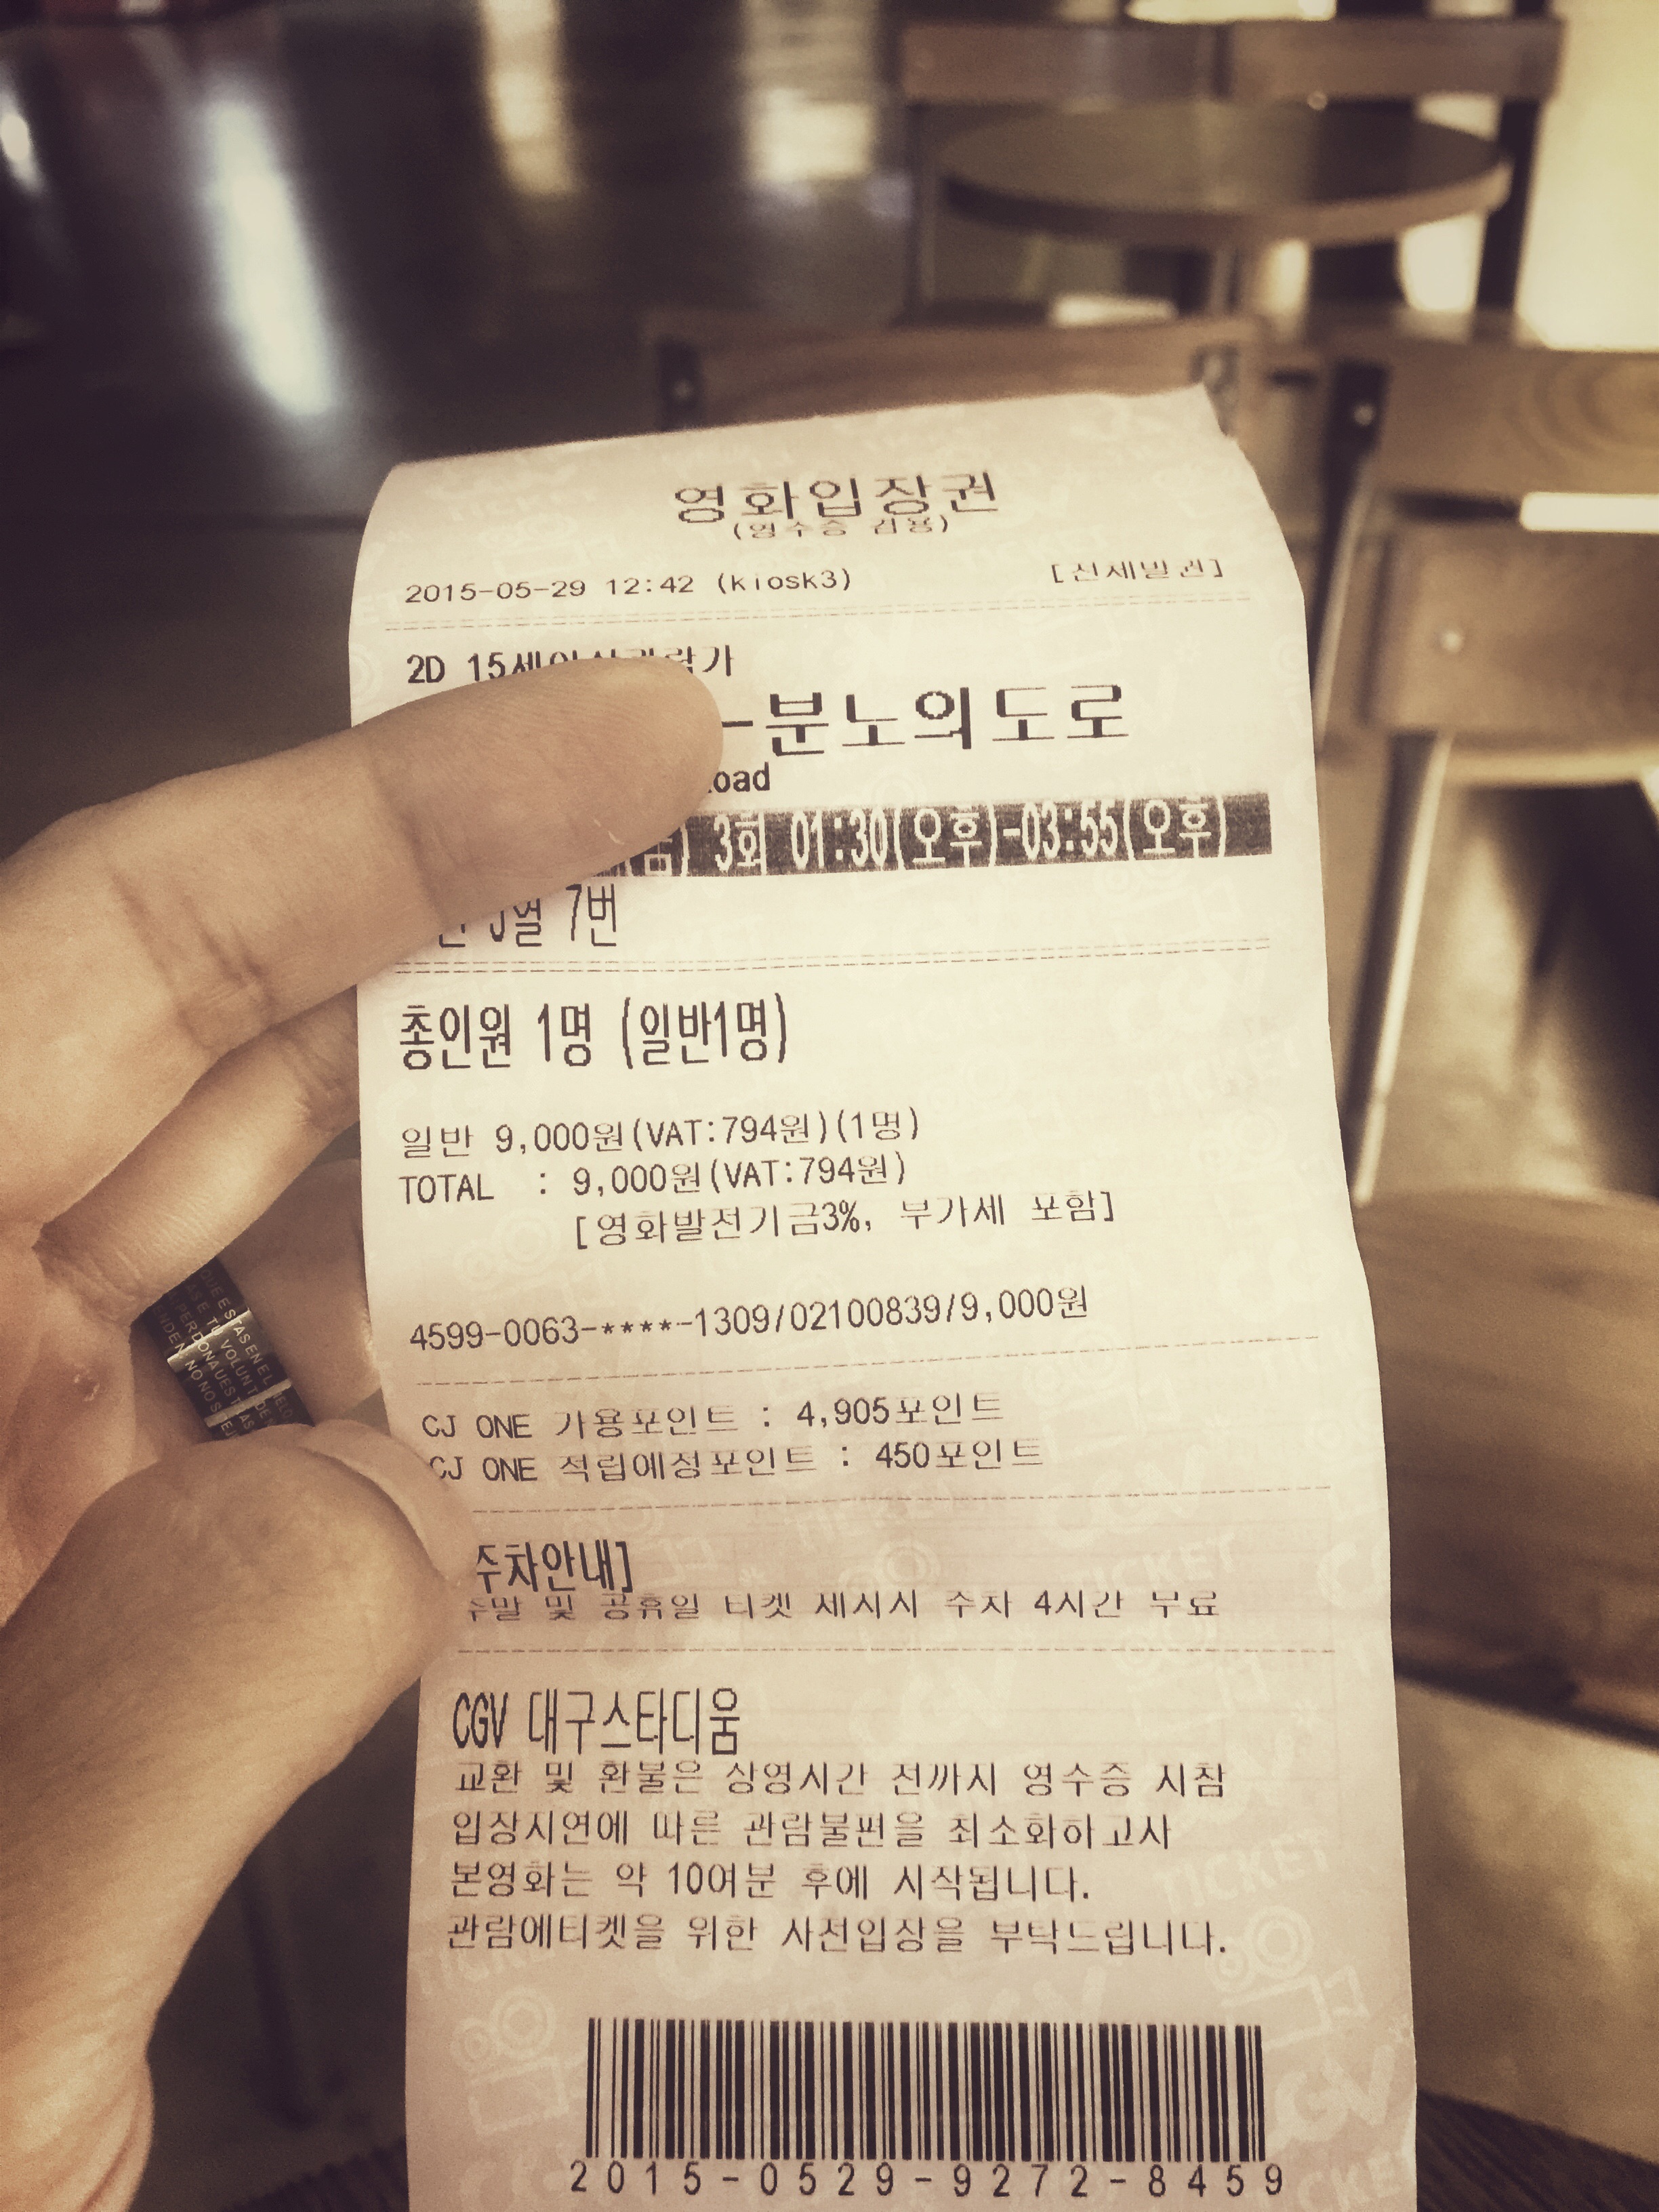 영화입장권
(영수증 겸용)
2015-05-29 12:42 (kiosk3) [신세발권]
2D 15세이상관람가
-분노의도로
oad
(금) 3회 01:30(오후)-03:55(오후)
7번
총인원 1명 (일반1명)
일반 9,000원(VAT:794원)(1명)
TOTAL : 9,000원(VAT:794원)
[영화발전기금3%, 부가세 포함]
4599-0063-****-1309/02100839/9,000원
CJ ONE 가용포인트 : 4,905포인트
CJ ONE 적립예정포인트 : 450포인트
주차안내]
주말 및 공휴일 티켓 제시시 주차 4시간 무료
CGV 대구스타디움
교환 및 환불은 상영시간 전까지 영수증 지참
입장지연에 따른 관람불편을 최소화하고자
본영화는 약 10여분 후에 시작됩니다.
관람에티켓을 위한 사전입장을 부탁드립니다.
2015-0529-9272-8459